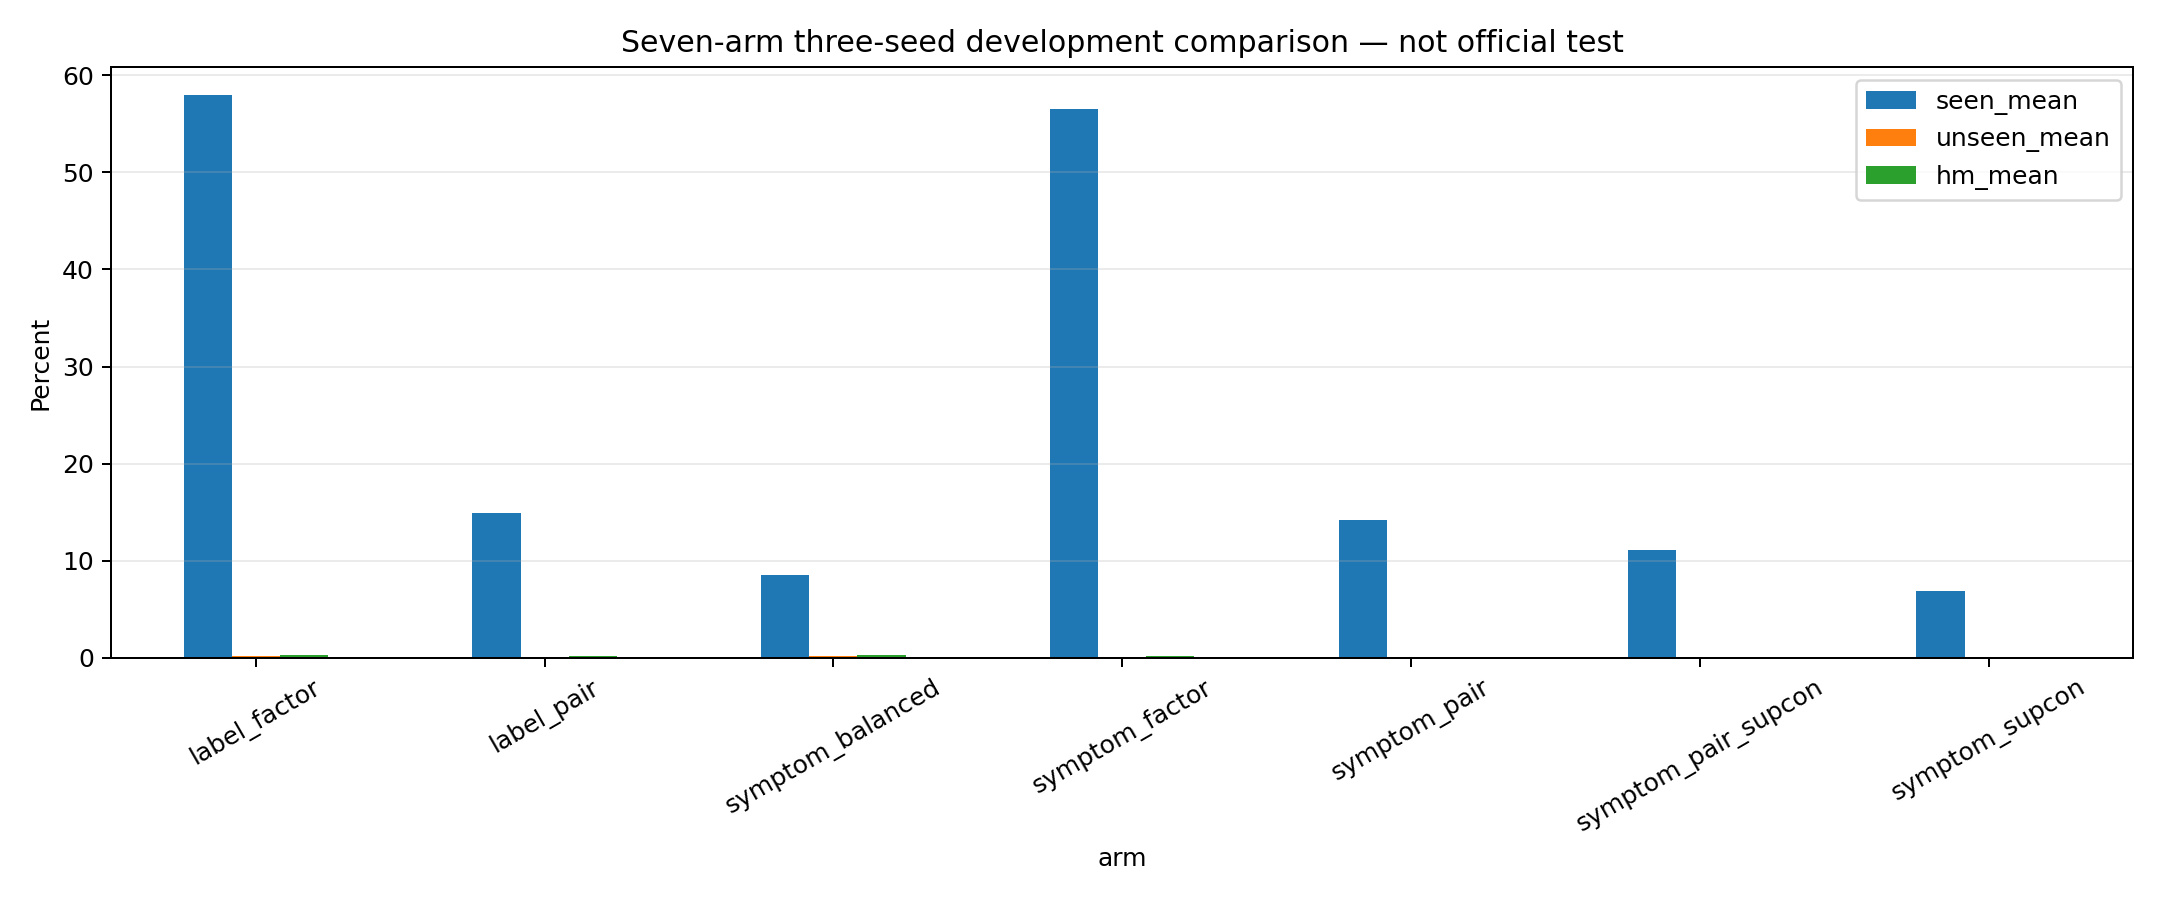 Seven-arm three-seed development comparison — not official test
seen_mean
unseen_mean
hm_mean
Percent
60
50
40
30
20
10
0
label_factor
label_pair
symptom_balanced
symptom_factor
symptom_pair
symptom_pair_supcon
symptom_supcon
arm